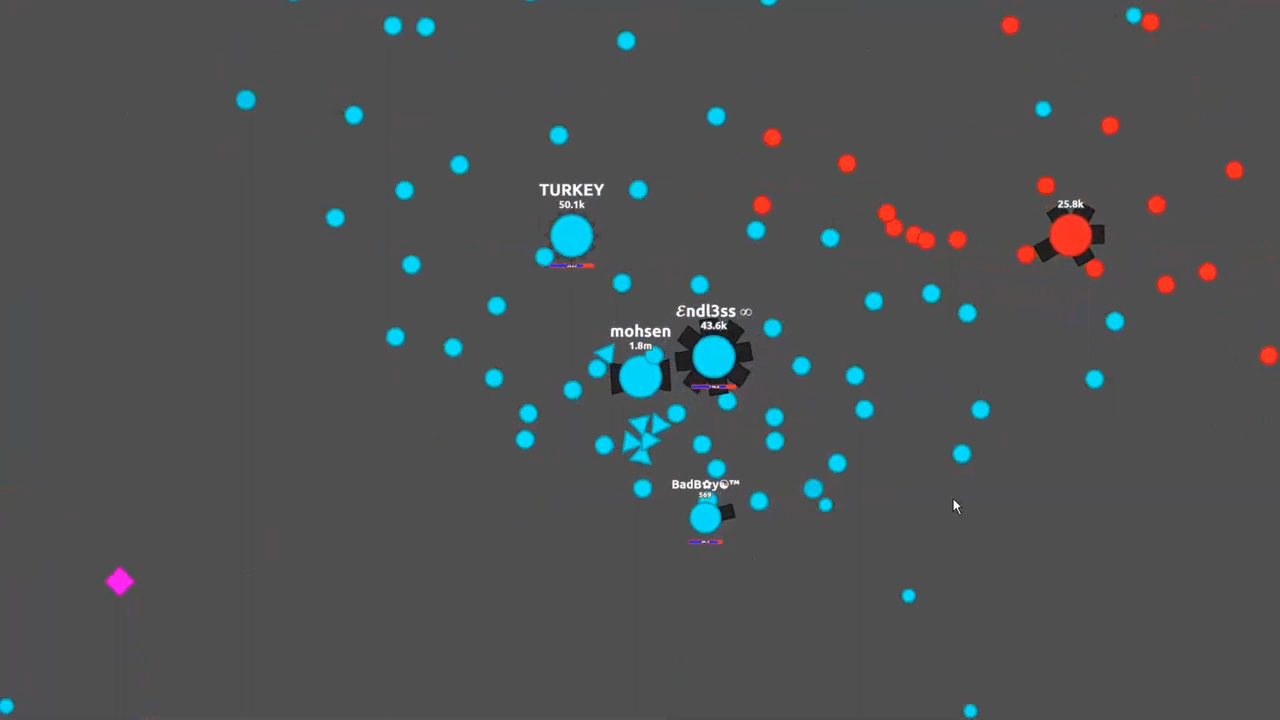 TURKEY
50.1k
25.8k
Ɛndl3ss ∞
43.6k
mohsen
1.8m
BadB✿y☯™
569